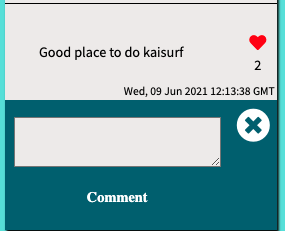 Good place to do kaisurf
2
Wed, 09 Jun 2021 12:13:38 GMT
Comment